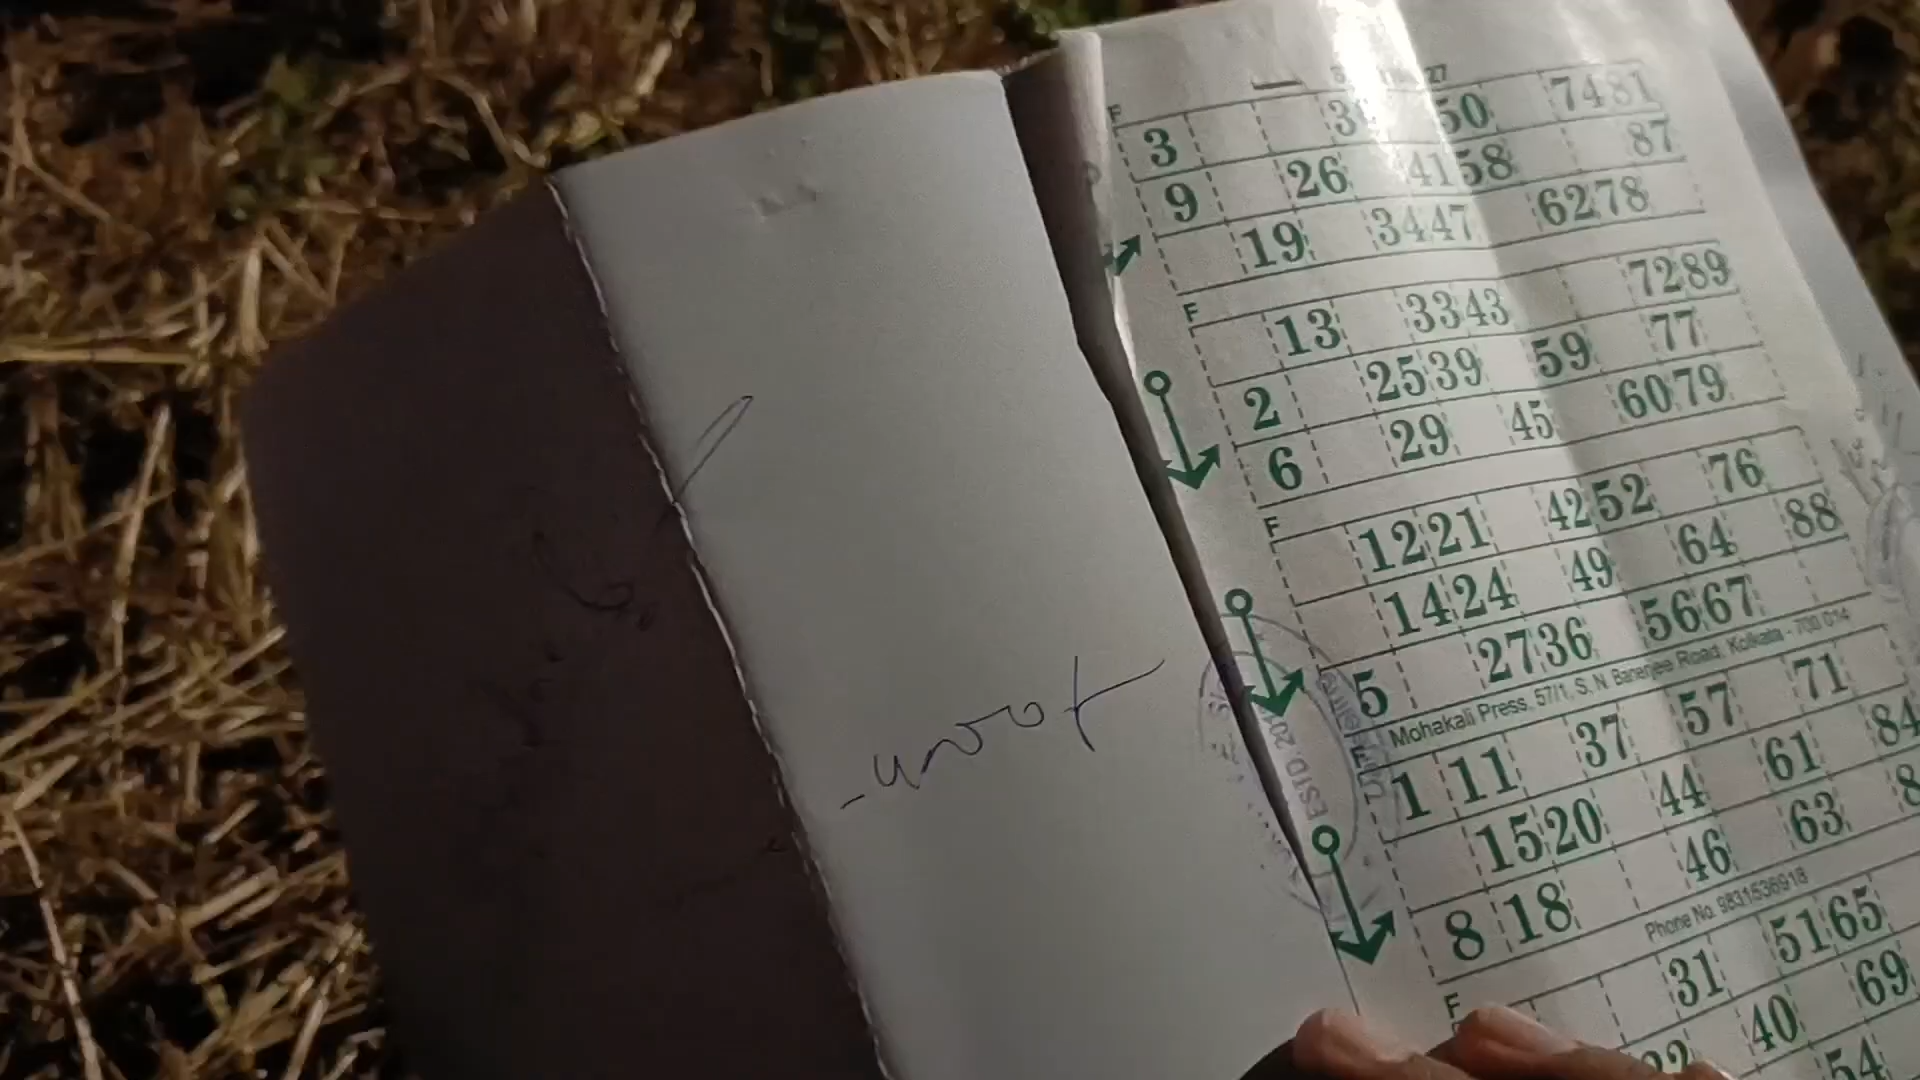 3 50 74 81
9 26 41 58 87
19 34 47 62 78
F
13 33 43 72 89
2 25 39 59 77
6 29 45 60 79
F
12 21 42 52 76
14 24 49 64 88
5 27 36 56 67
Mohakali Press, 57/1, S. N. Banerjee Road, Kolkata - 700 014
F
1 11 37 57 71
15 20 44 61 84
8 18 46 63
Phone No. 9831536918
F
31 51 65
40 69
54
ESTD